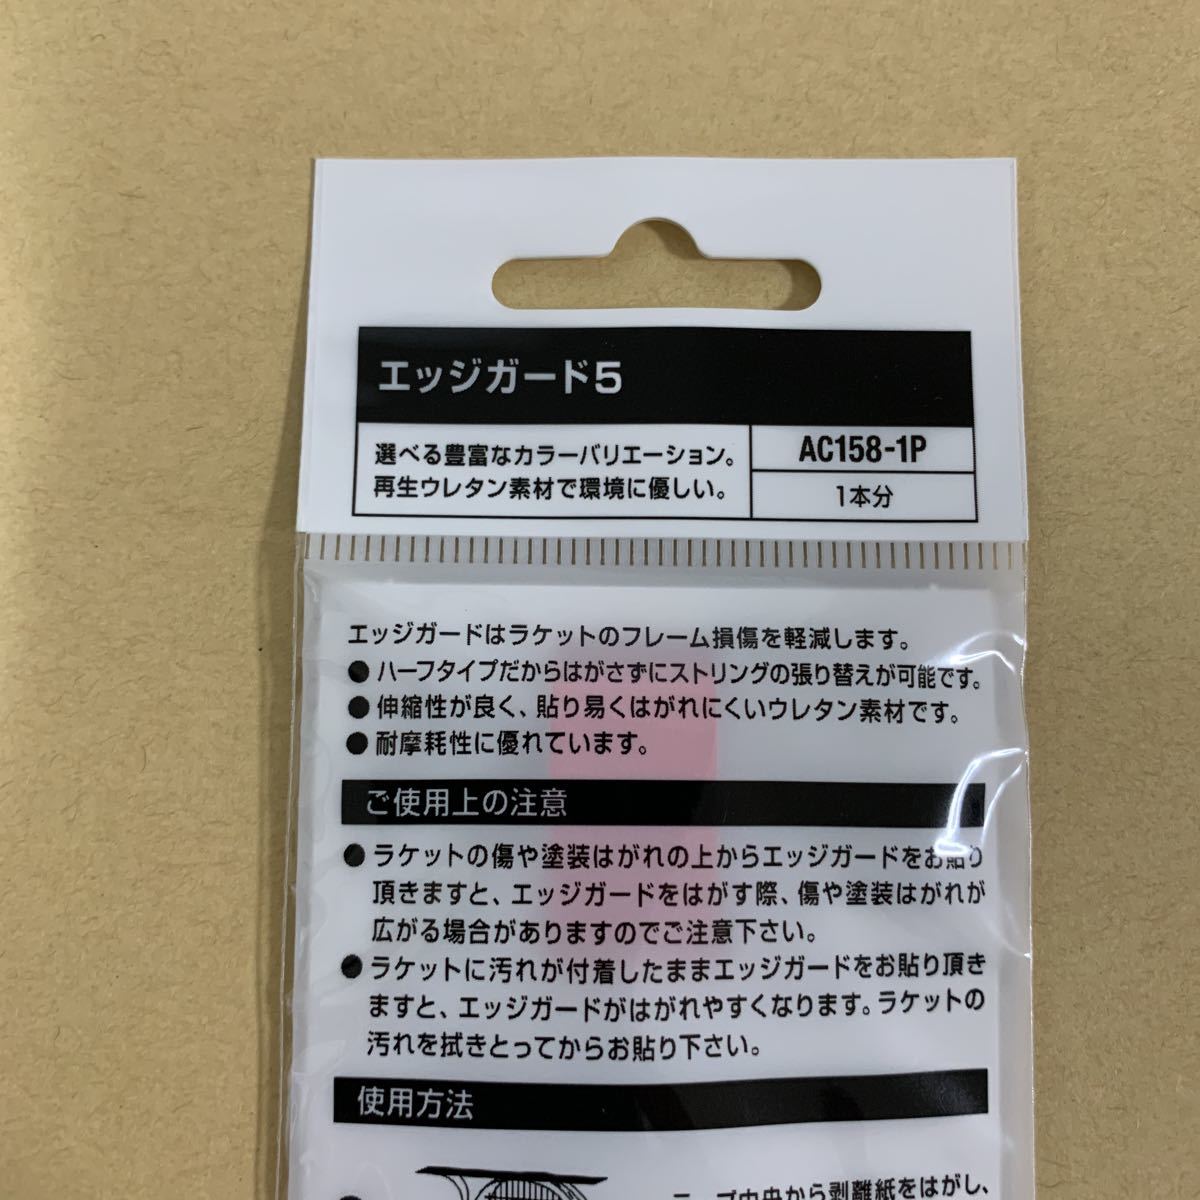 エッジガード5
選べる豊富なカラーバリエーション。
再生ウレタン素材で環境に優しい。
AC158-1P
1本分
エッジガードはラケットのフレーム損傷を軽減します。
●ハーフタイプだからはがさずにストリングの張り替えが可能です。
●伸縮性が良く、貼り易くはがれにくいウレタン素材です。
●耐摩耗性に優れています。
ご使用上の注意
●ラケットの傷や塗装はがれの上からエッジガードをお貼り
頂きますと、エッジガードをはがす際、傷や塗装はがれが
広がる場合がありますのでご注意下さい。
●ラケットに汚れが付着したままエッジガードをお貼り頂き
ますと、エッジガードがはがれやすくなります。ラケットの
汚れを拭きとってからお貼り下さい。
使用方法
テープ中央から剥離紙をはがし、